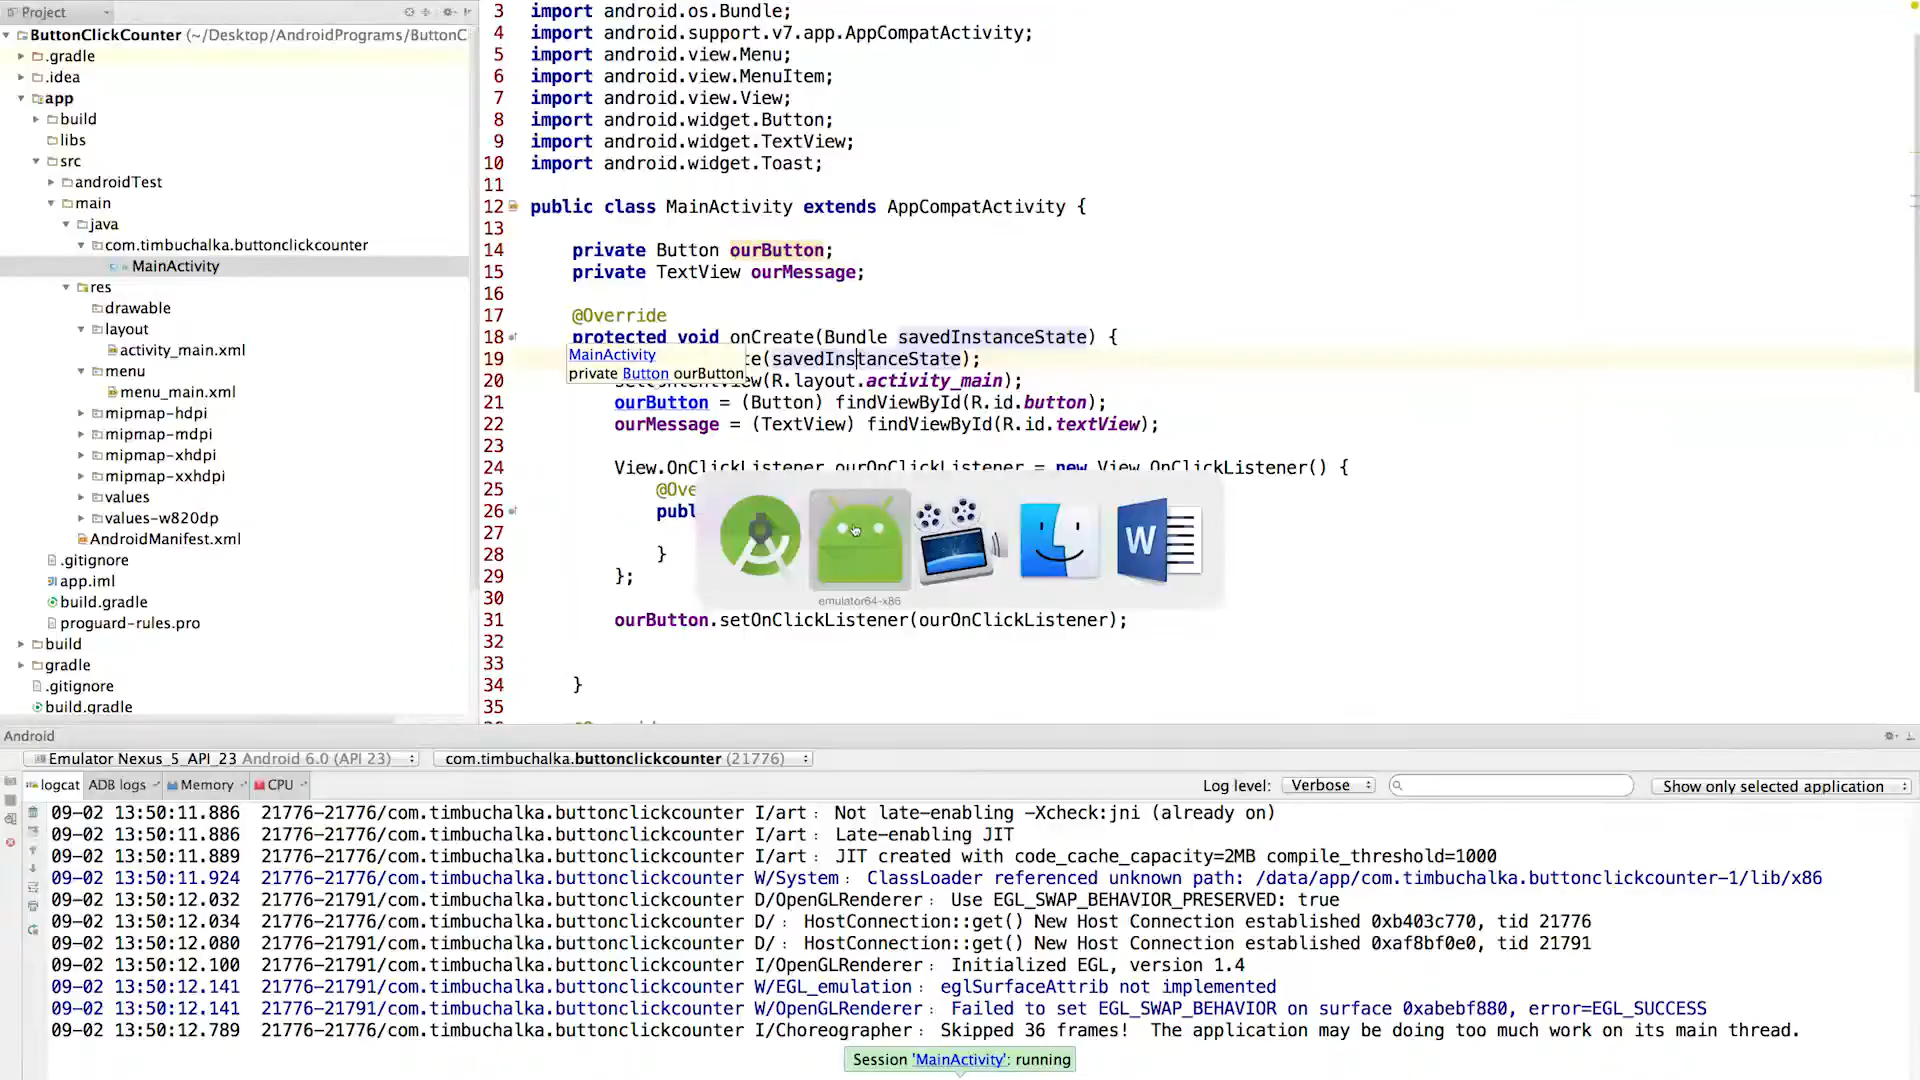 Project
ButtonClickCounter (~/Desktop/AndroidPrograms/ButtonC
.gradle
.idea
app
build
libs
src
androidTest
main
java
com.timbuchalka.buttonclickcounter
MainActivity
res
drawable
layout
activity_main.xml
menu
menu_main.xml
mipmap-hdpi
mipmap-mdpi
mipmap-xhdpi
mipmap-xxhdpi
values
values-w820dp
AndroidManifest.xml
.gitignore
app.iml
build.gradle
proguard-rules.pro
build
gradle
.gitignore
build.gradle
3 import android.os.Bundle;
4 import android.support.v7.app.AppCompatActivity;
5 import android.view.Menu;
6 import android.view.MenuItem;
7 import android.view.View;
8 import android.widget.Button;
9 import android.widget.TextView;
10 import android.widget.Toast;
11
12 public class MainActivity extends AppCompatActivity {
13
14 private Button ourButton;
15 private TextView ourMessage;
16
17 @Override
18 protected void onCreate(Bundle savedInstanceState) {
MainActivity
19 (savedInstanceState);
private Button ourButton
20 (R.layout.activity_main);
21 ourButton = (Button) findViewById(R.id.button);
22 ourMessage = (TextView) findViewById(R.id.textView);
23
24 View.OnClickListener ourOnClickListener = new View.OnClickListener() {
25 @Ove
26 publ
27
28 }
29 };
30
emulator64-x86
31 ourButton.setOnClickListener(ourOnClickListener);
32
33
34 }
35
Android
Emulator Nexus_5_API_23 Android 6.0 (API 23) com.timbuchalka.buttonclickcounter (21776)
logcat ADB logs Memory CPU Log level: Verbose Show only selected application
09-02 13:50:11.886 21776-21776/com.timbuchalka.buttonclickcounter I/art: Not late-enabling -Xcheck:jni (already on)
09-02 13:50:11.886 21776-21776/com.timbuchalka.buttonclickcounter I/art: Late-enabling JIT
09-02 13:50:11.889 21776-21776/com.timbuchalka.buttonclickcounter I/art: JIT created with code_cache_capacity=2MB compile_threshold=1000
09-02 13:50:11.924 21776-21776/com.timbuchalka.buttonclickcounter W/System: ClassLoader referenced unknown path: /data/app/com.timbuchalka.buttonclickcounter-1/lib/x86
09-02 13:50:12.032 21776-21791/com.timbuchalka.buttonclickcounter D/OpenGLRenderer: Use EGL_SWAP_BEHAVIOR_PRESERVED: true
09-02 13:50:12.034 21776-21776/com.timbuchalka.buttonclickcounter D/: HostConnection::get() New Host Connection established 0xb403c770, tid 21776
09-02 13:50:12.080 21776-21791/com.timbuchalka.buttonclickcounter D/: HostConnection::get() New Host Connection established 0xaf8bf0e0, tid 21791
09-02 13:50:12.100 21776-21791/com.timbuchalka.buttonclickcounter I/OpenGLRenderer: Initialized EGL, version 1.4
09-02 13:50:12.141 21776-21791/com.timbuchalka.buttonclickcounter W/EGL_emulation: eglSurfaceAttrib not implemented
09-02 13:50:12.141 21776-21791/com.timbuchalka.buttonclickcounter W/OpenGLRenderer: Failed to set EGL_SWAP_BEHAVIOR on surface 0xabebf880, error=EGL_SUCCESS
09-02 13:50:12.789 21776-21776/com.timbuchalka.buttonclickcounter I/Choreographer: Skipped 36 frames! The application may be doing too much work on its main thread.
Session 'MainActivity': running